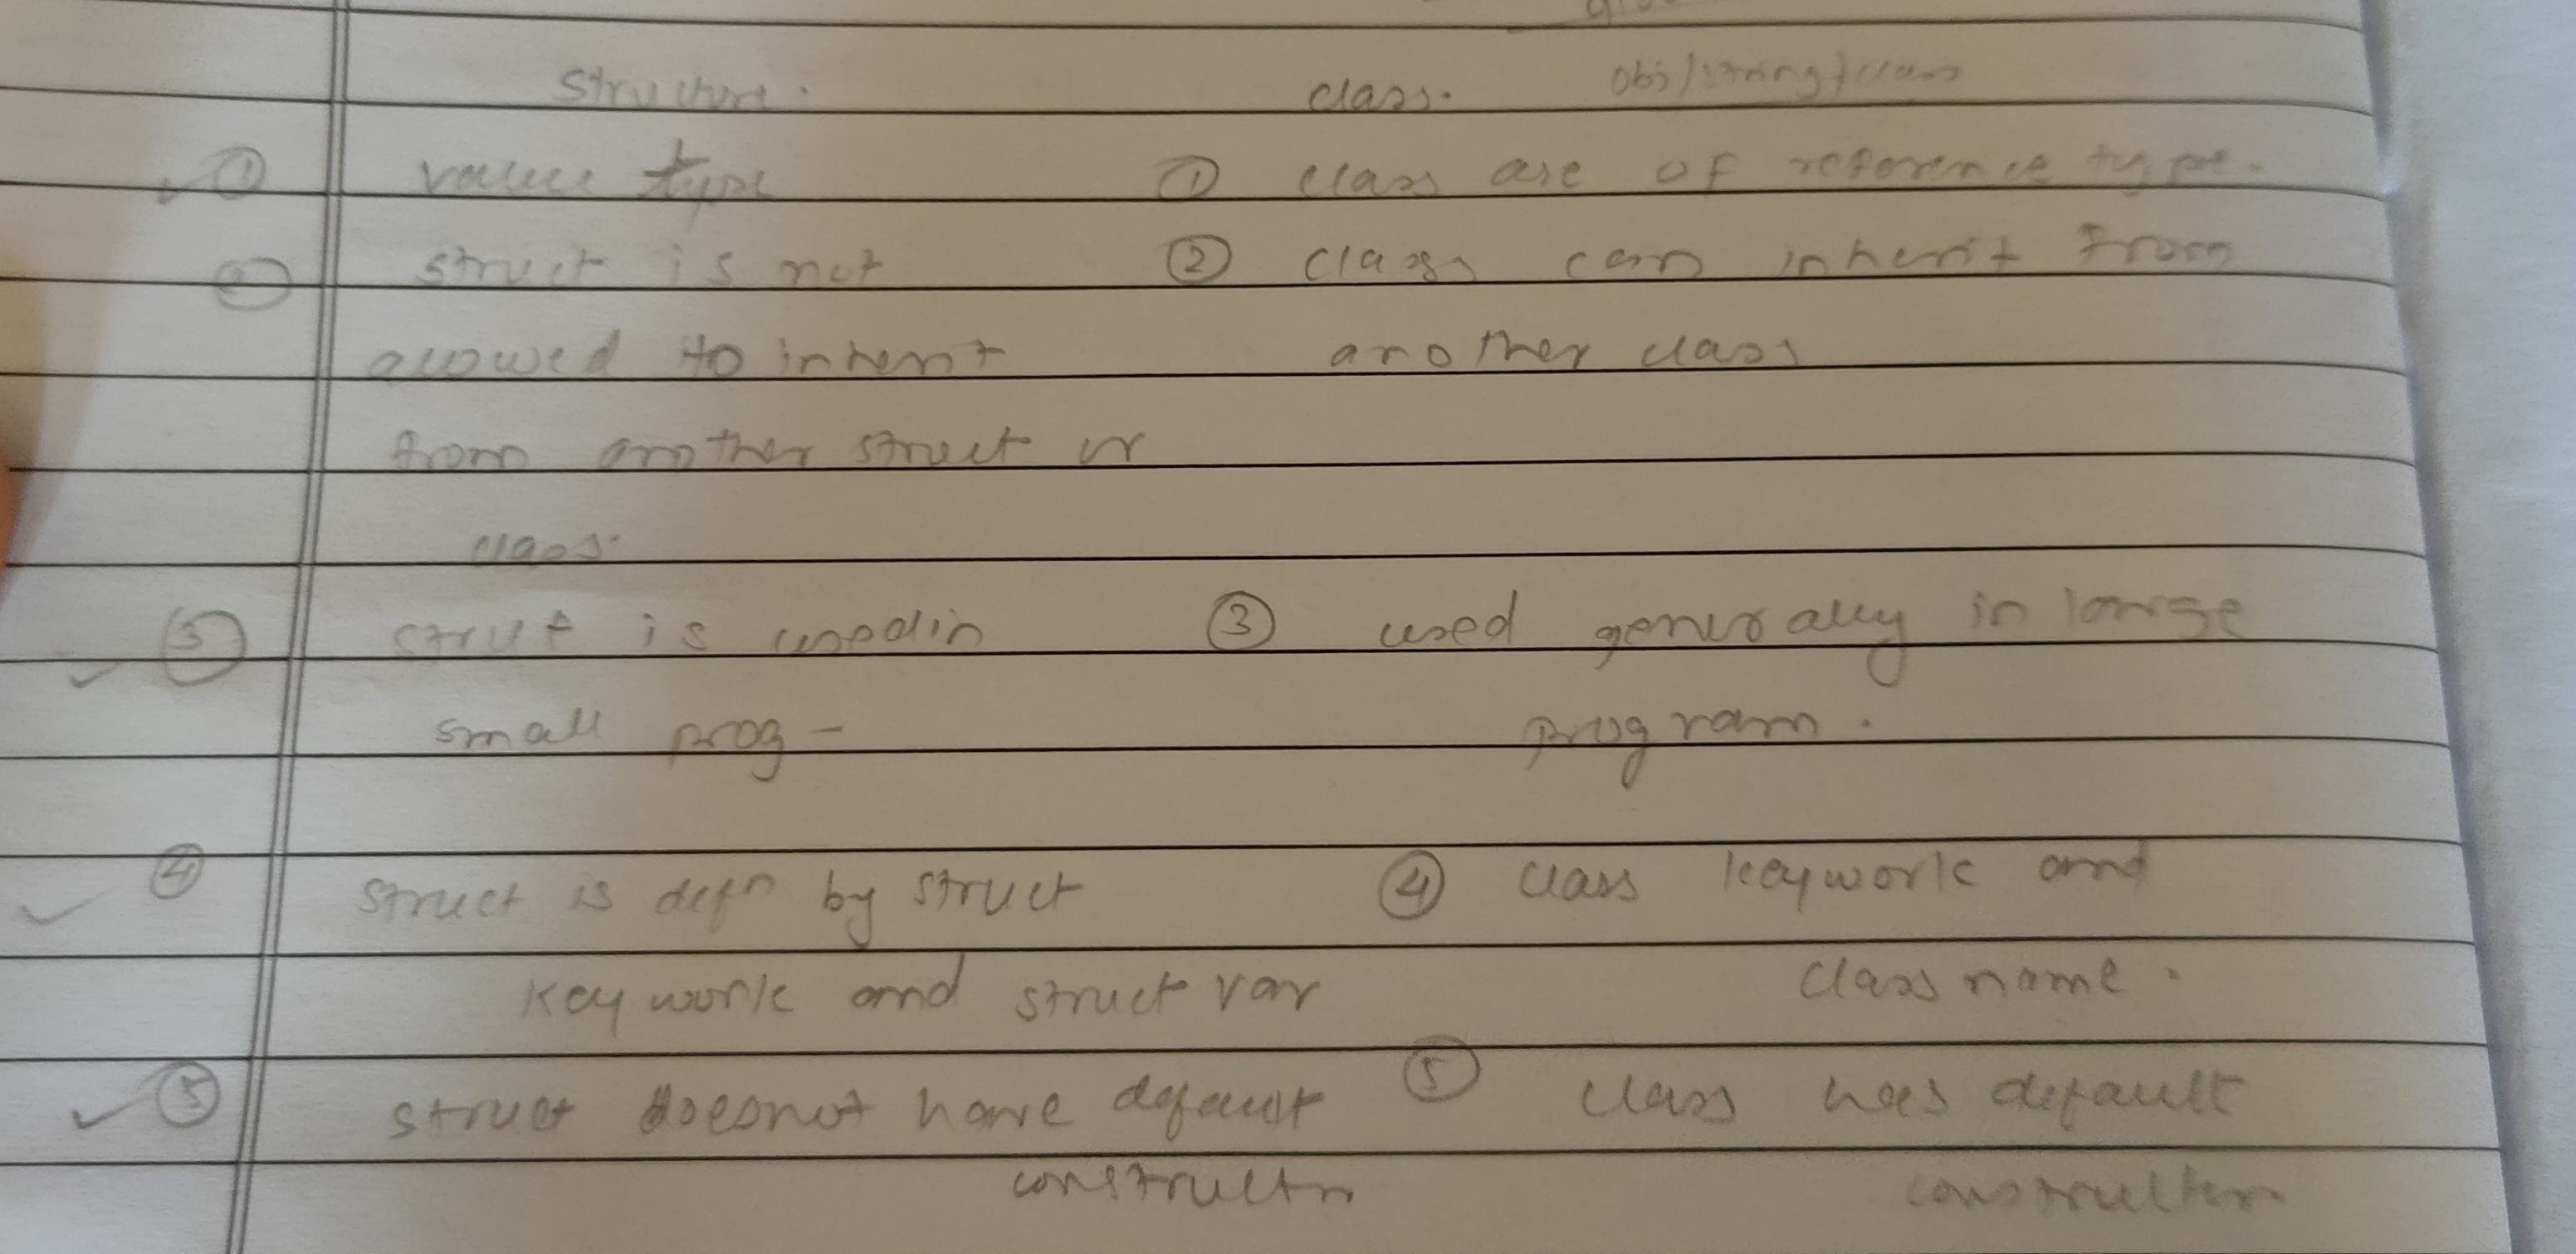 Structure. class. obj/string/class
① value type ① class are of reference type.
② struct is not ② class can inherit from
allowed to inherit another class
from another struct or
class.
③ strut is used in ③ used generally in large
small prog - program.
④ struct is defn by struct ④ class keywork and
keywork and struct var class name.
⑤ struct doesnot have default ⑤ class has default
constructr constructor